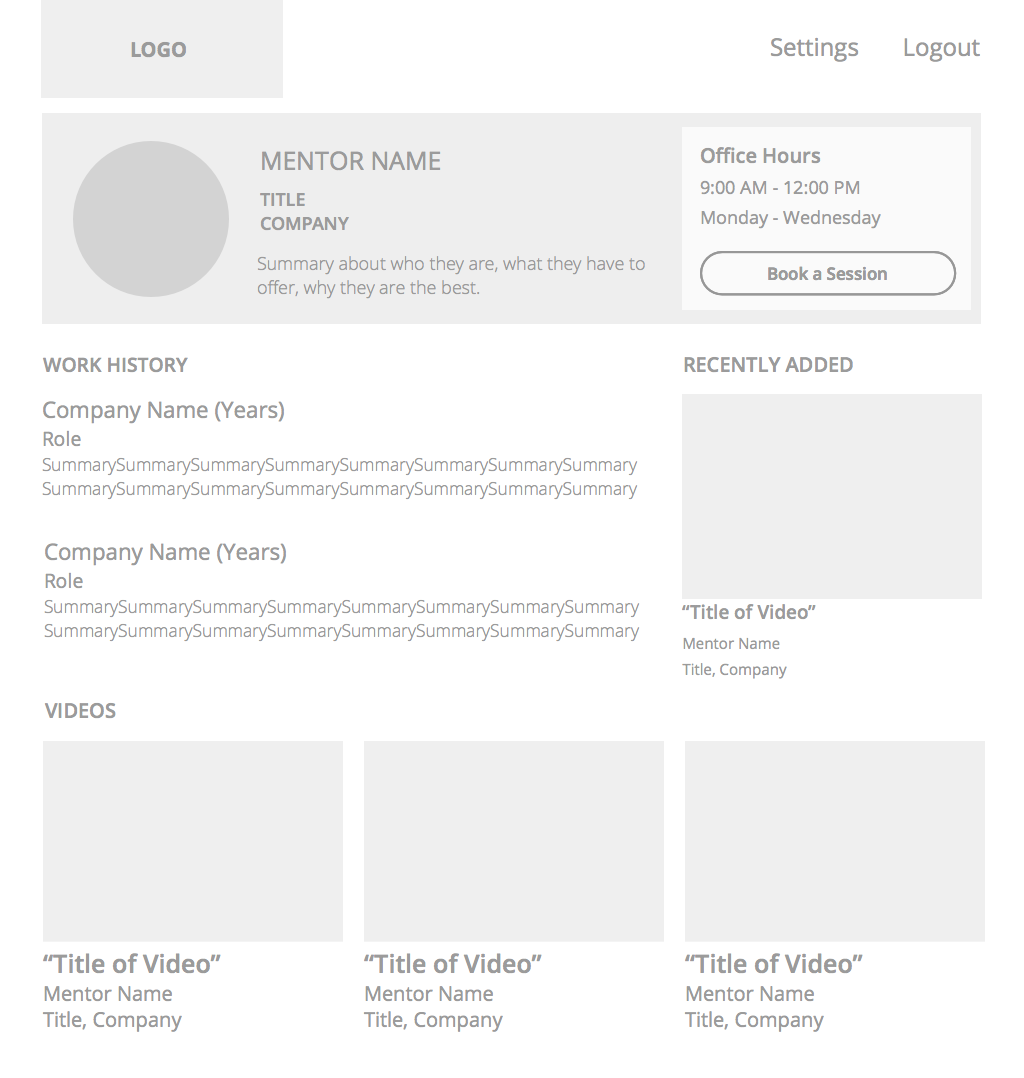 LOGO
Settings
Logout
MENTOR NAME
TITLE
COMPANY
Summary about who they are, what they have to
offer, why they are the best.
Office Hours
9:00 AM - 12:00 PM
Monday - Wednesday
Book a Session
WORK HISTORY
Company Name (Years)
Role
SummarySummarySummarySummarySummarySummarySummarySummary
SummarySummarySummarySummarySummarySummarySummarySummary
Company Name (Years)
Role
SummarySummarySummarySummarySummarySummarySummarySummary
SummarySummarySummarySummarySummarySummarySummarySummary
RECENTLY ADDED
“Title of Video”
Mentor Name
Title, Company
VIDEOS
“Title of Video”
Mentor Name
Title, Company
“Title of Video”
Mentor Name
Title, Company
“Title of Video”
Mentor Name
Title, Company